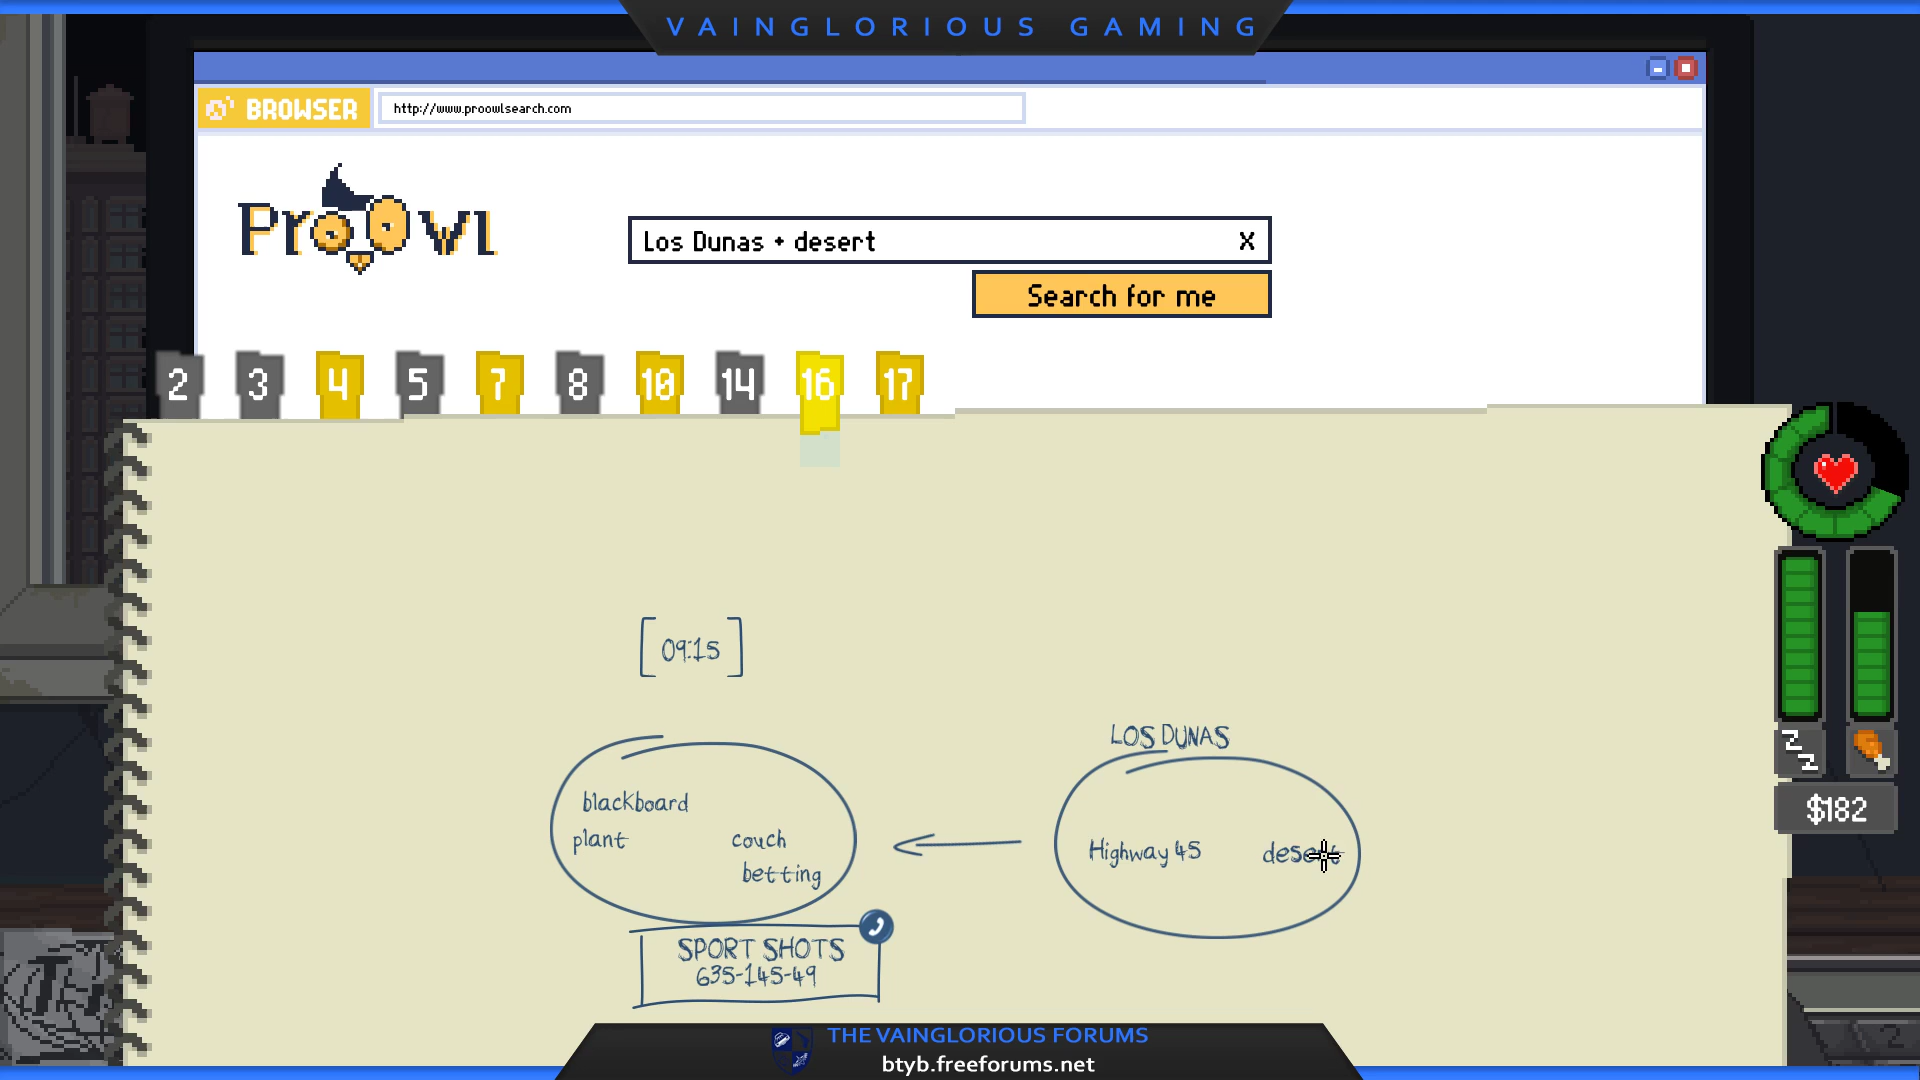 VAINGLORIOUS GAMING
BROWSER
http://www.proowlsearch.com
ProOwl
Los Dunas + desert X
Search for me
2 3 4 5 7 8 10 14 16 17
[09:15]
LOS DUNAS
blackboard
plant
couch
betting
Highway 45
desert
SPORT SHOTS
635-145-49
$182
THE VAINGLORIOUS FORUMS
btyb.freeforums.net